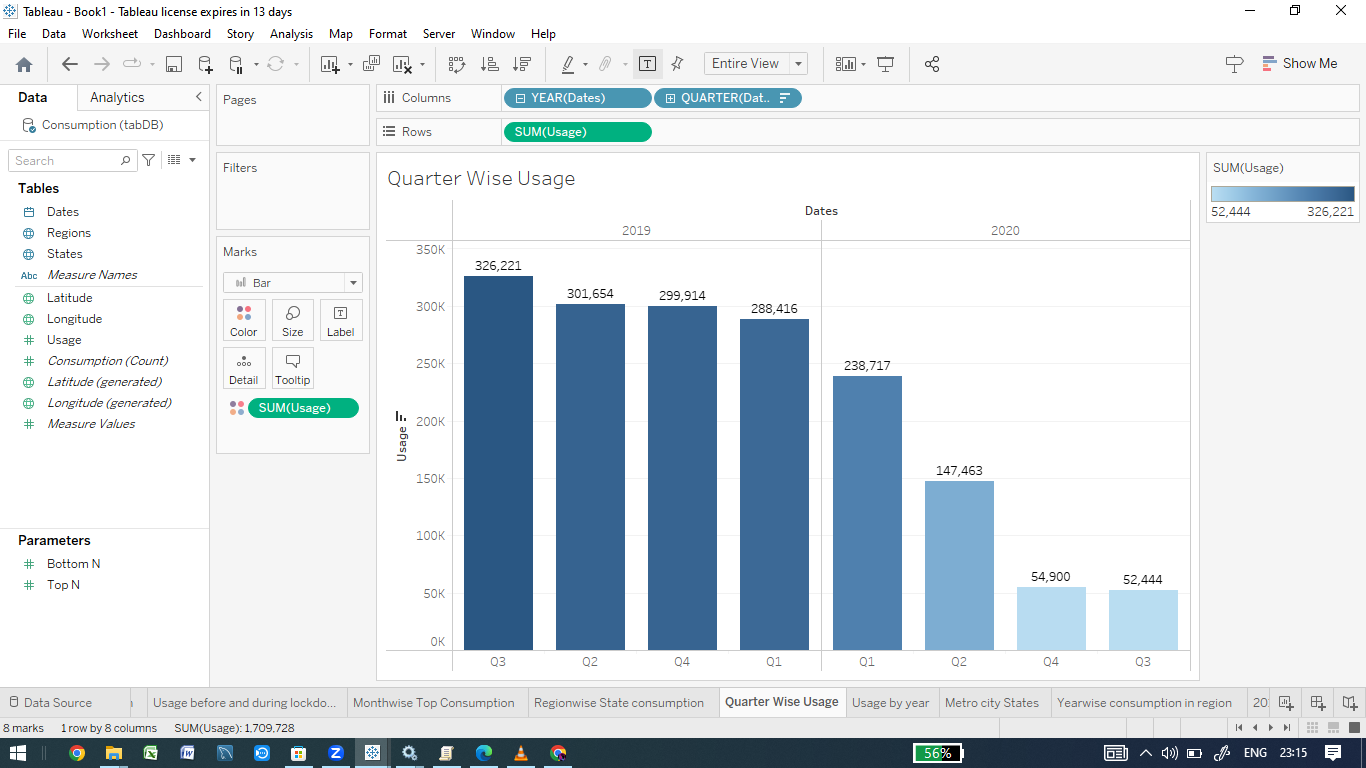 Tableau - Book1 - Tableau license expires in 13 days
File Data Worksheet Dashboard Story Analysis Map Format Server Window Help
Entire View
Show Me
Data Analytics
Consumption (tabDB)
Search
Tables
Dates
Regions
States
Abc Measure Names
Latitude
Longitude
Usage
Consumption (Count)
Latitude (generated)
Longitude (generated)
Measure Values
Parameters
Bottom N
Top N
Pages
Filters
Marks
Bar
Color Size Label
Detail Tooltip
SUM(Usage)
Columns YEAR(Dates) QUARTER(Dat..
Rows SUM(Usage)
Quarter Wise Usage
Dates
2019 2020
Usage
350K
300K
250K
200K
150K
100K
50K
0K
326,221 301,654 299,914 288,416 238,717 147,463 54,900 52,444
Q3 Q2 Q4 Q1 Q1 Q2 Q4 Q3
SUM(Usage)
52,444 326,221
Data Source Usage before and during lockdo... Monthwise Top Consumption Regionwise State consumption Quarter Wise Usage Usage by year Metro city States Yearwise consumption in region 20
8 marks 1 row by 8 columns SUM(Usage): 1,709,728
56% ENG 23:15